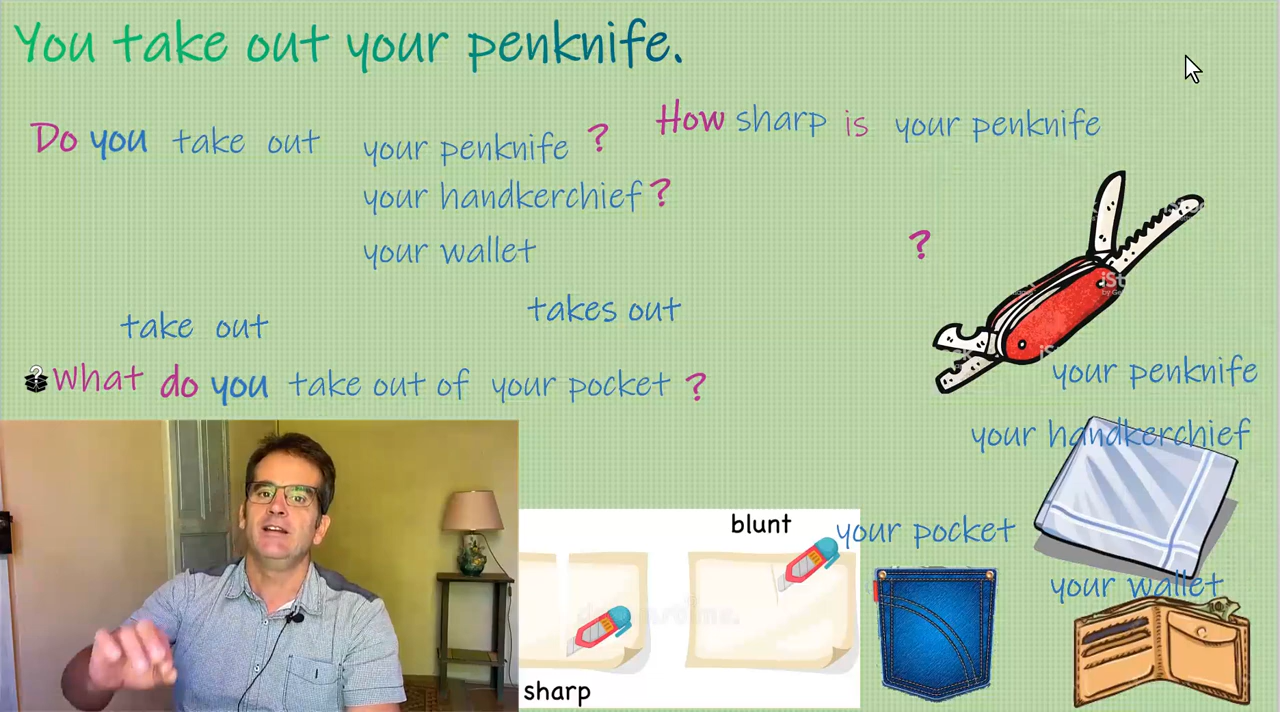 You take out your penknife.
Do you take out your penknife ?
How sharp is your penknife
your handkerchief ?
?
your wallet
takes out
take out
What do you take out of your pocket ?
your penknife
your handkerchief
blunt
your pocket
your wallet
sharp